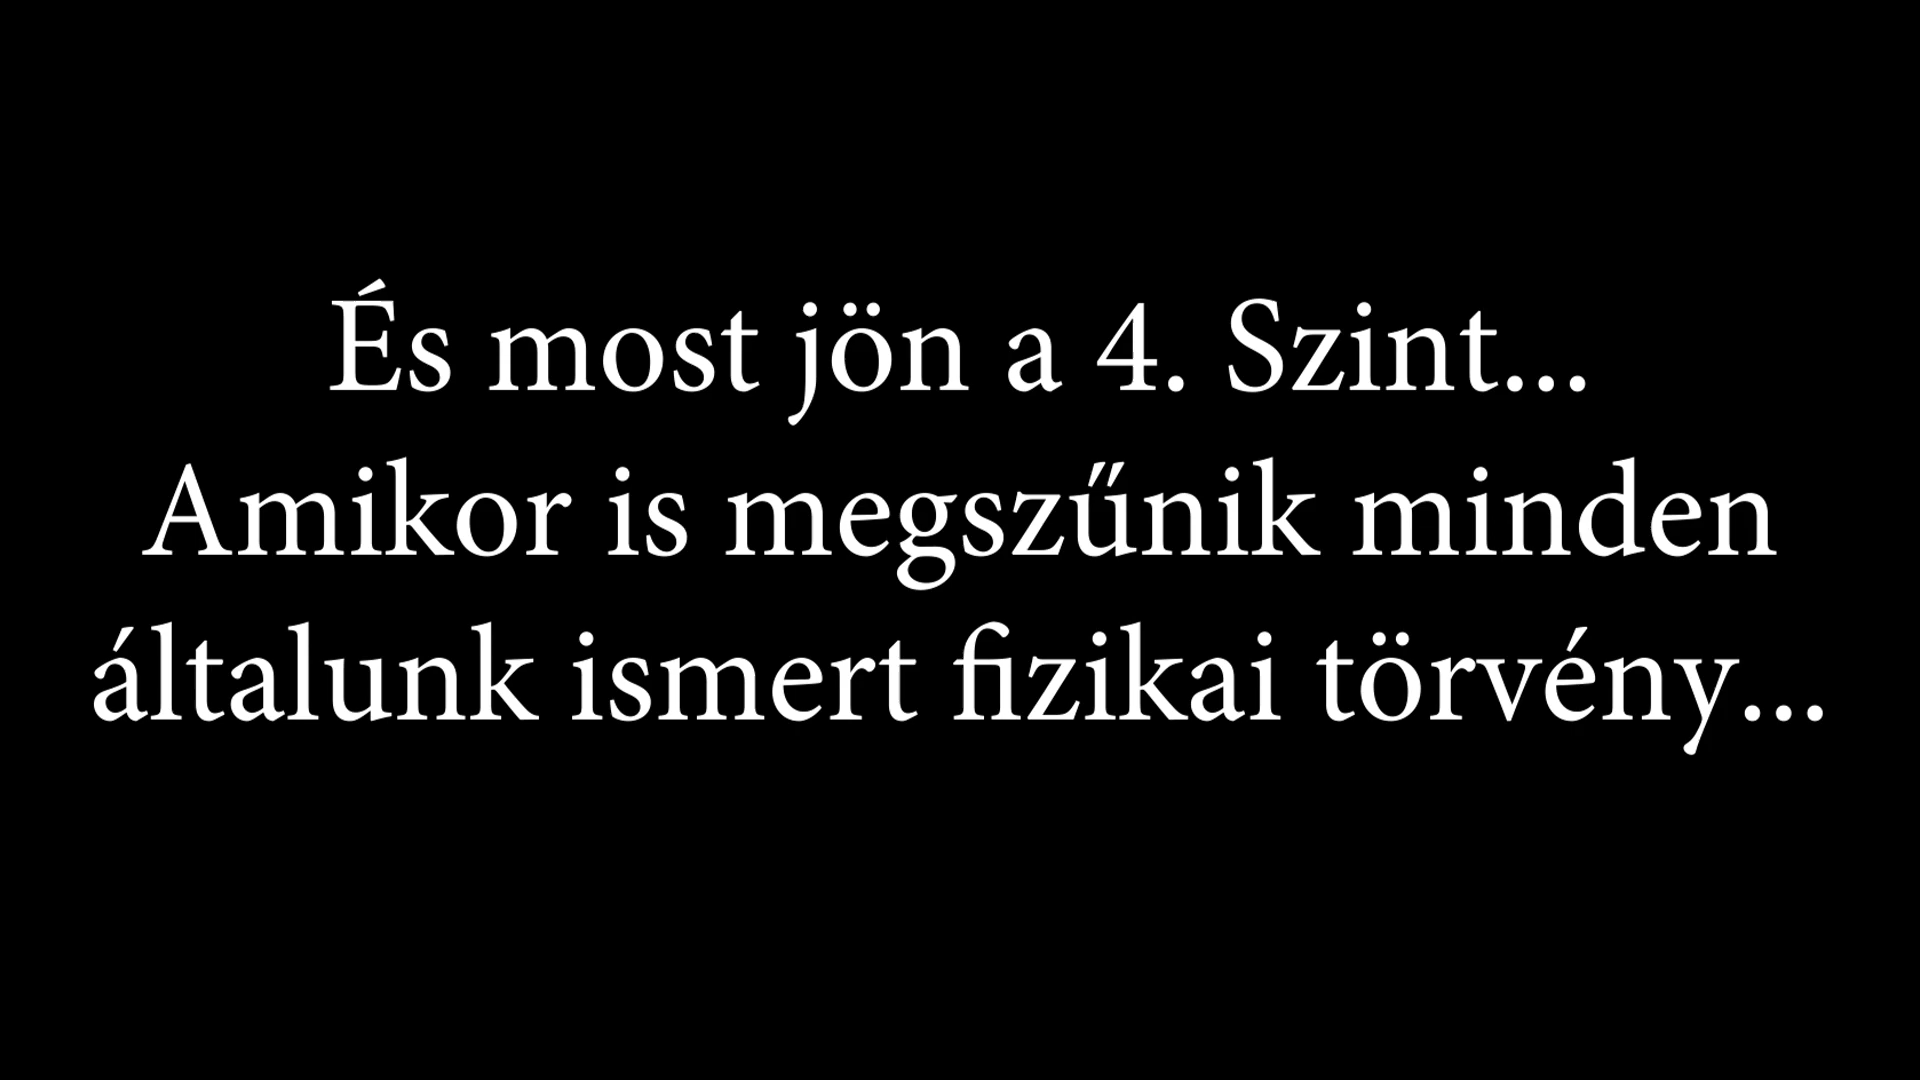 És most jön a 4. Szint...
Amikor is megszűnik minden
általunk ismert fizikai törvény...